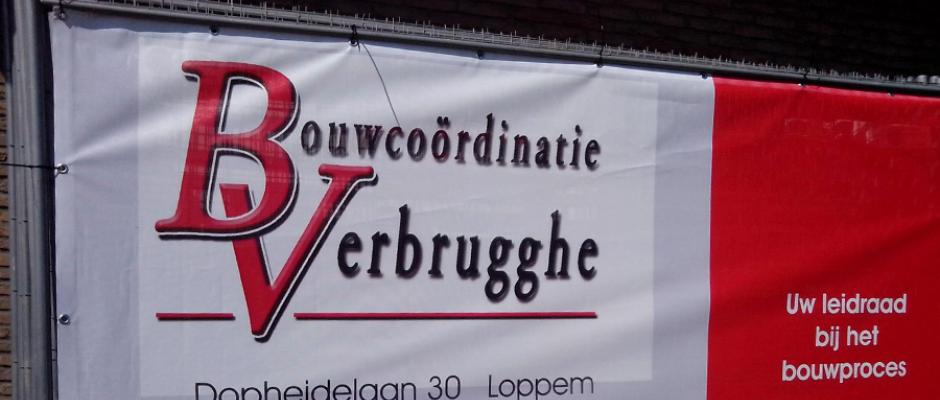 Bouwcoördinatie
Verbrugghe
Dopheidelaan 30 Loppem
Uw leidraad
bij het
bouwproces